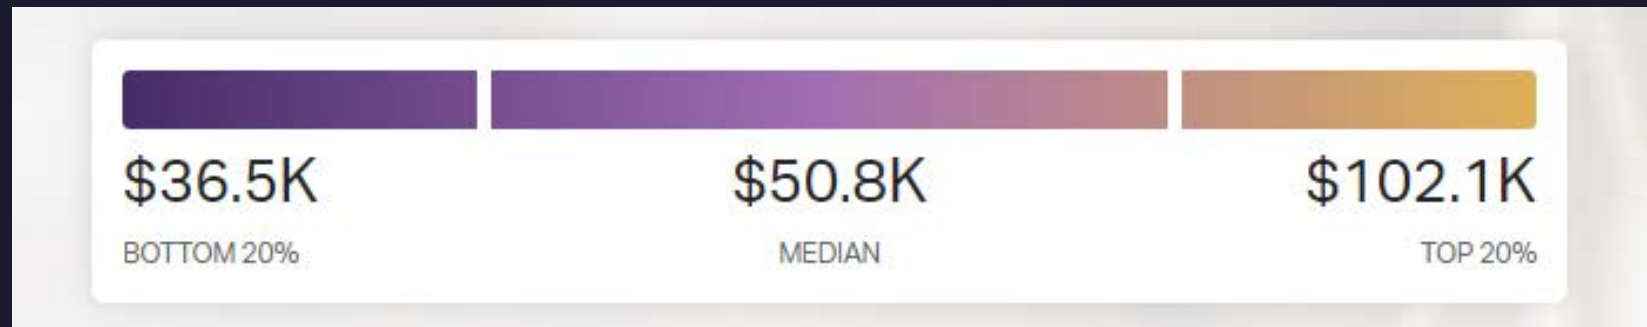 $36.5K $50.8K $102.1K
BOTTOM 20% MEDIAN TOP 20%